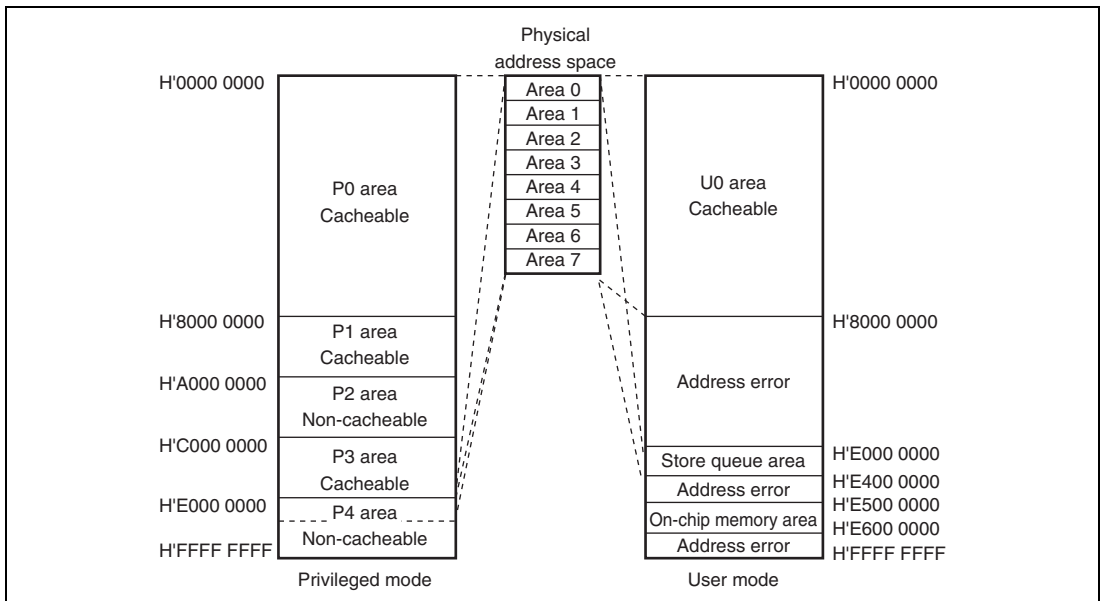 Physical
address space
H'0000 0000
H'0000 0000
Area 0
Area 1
Area 2
Area 3
Area 4
Area 5
Area 6
Area 7
P0 area
Cacheable
U0 area
Cacheable
H'8000 0000
H'8000 0000
P1 area
Cacheable
H'A000 0000
P2 area
Non-cacheable
Address error
H'C000 0000
P3 area
Cacheable
Store queue area
H'E000 0000
Address error
H'E400 0000
H'E000 0000
P4 area
Non-cacheable
H'E500 0000
On-chip memory area
H'E600 0000
Address error
H'FFFF FFFF
H'FFFF FFFF
Privileged mode
User mode